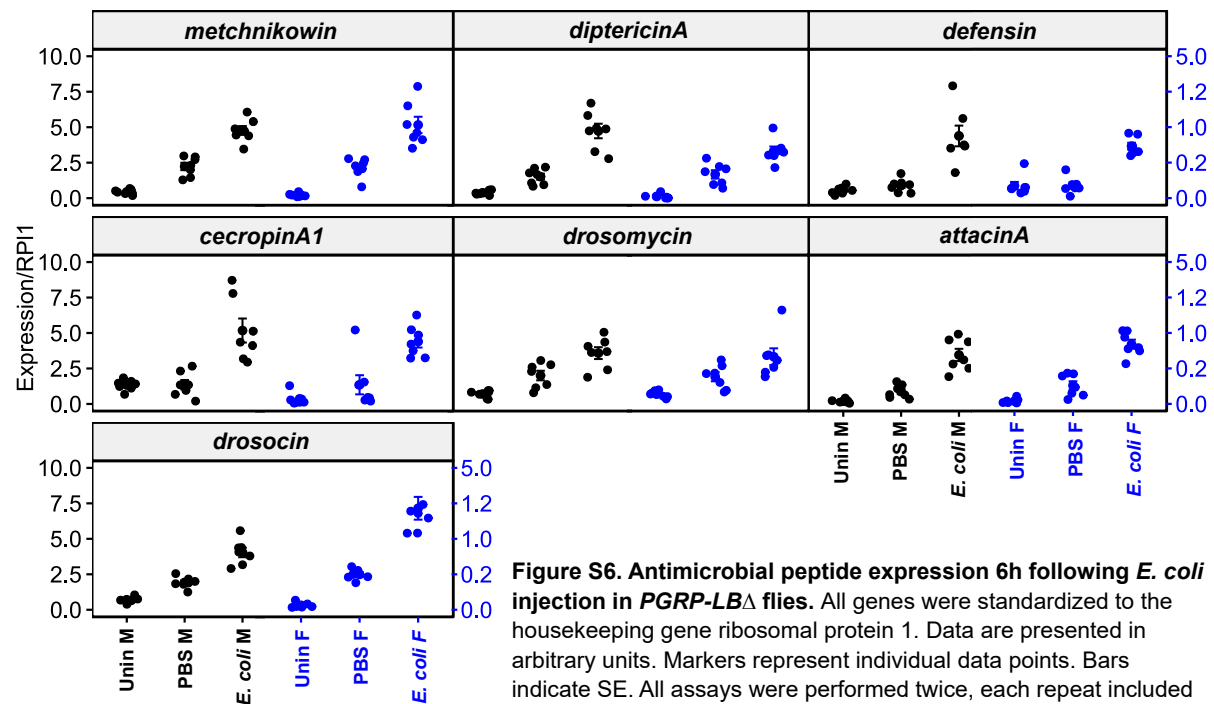 metchnikowin diptericinA defensin
10.0 5.0
7.5 1.2
5.0 1.0
2.5 0.2
0.0 0.0
Expression/RPI1
cecropinA1 drosomycin attacinA
10.0 5.0
7.5 1.2
5.0 1.0
2.5 0.2
0.0 0.0
Unin M PBS M E. coli M Unin F PBS F E. coli F
drosocin
10.0 5.0
7.5 1.2
5.0 1.0
2.5 0.2
0.0 0.0
Unin M PBS M E. coli M Unin F PBS F E. coli F
Figure S6. Antimicrobial peptide expression 6h following E. coli
injection in PGRP-LBΔ flies. All genes were standardized to the
housekeeping gene ribosomal protein 1. Data are presented in
arbitrary units. Markers represent individual data points. Bars
indicate SE. All assays were performed twice, each repeat included